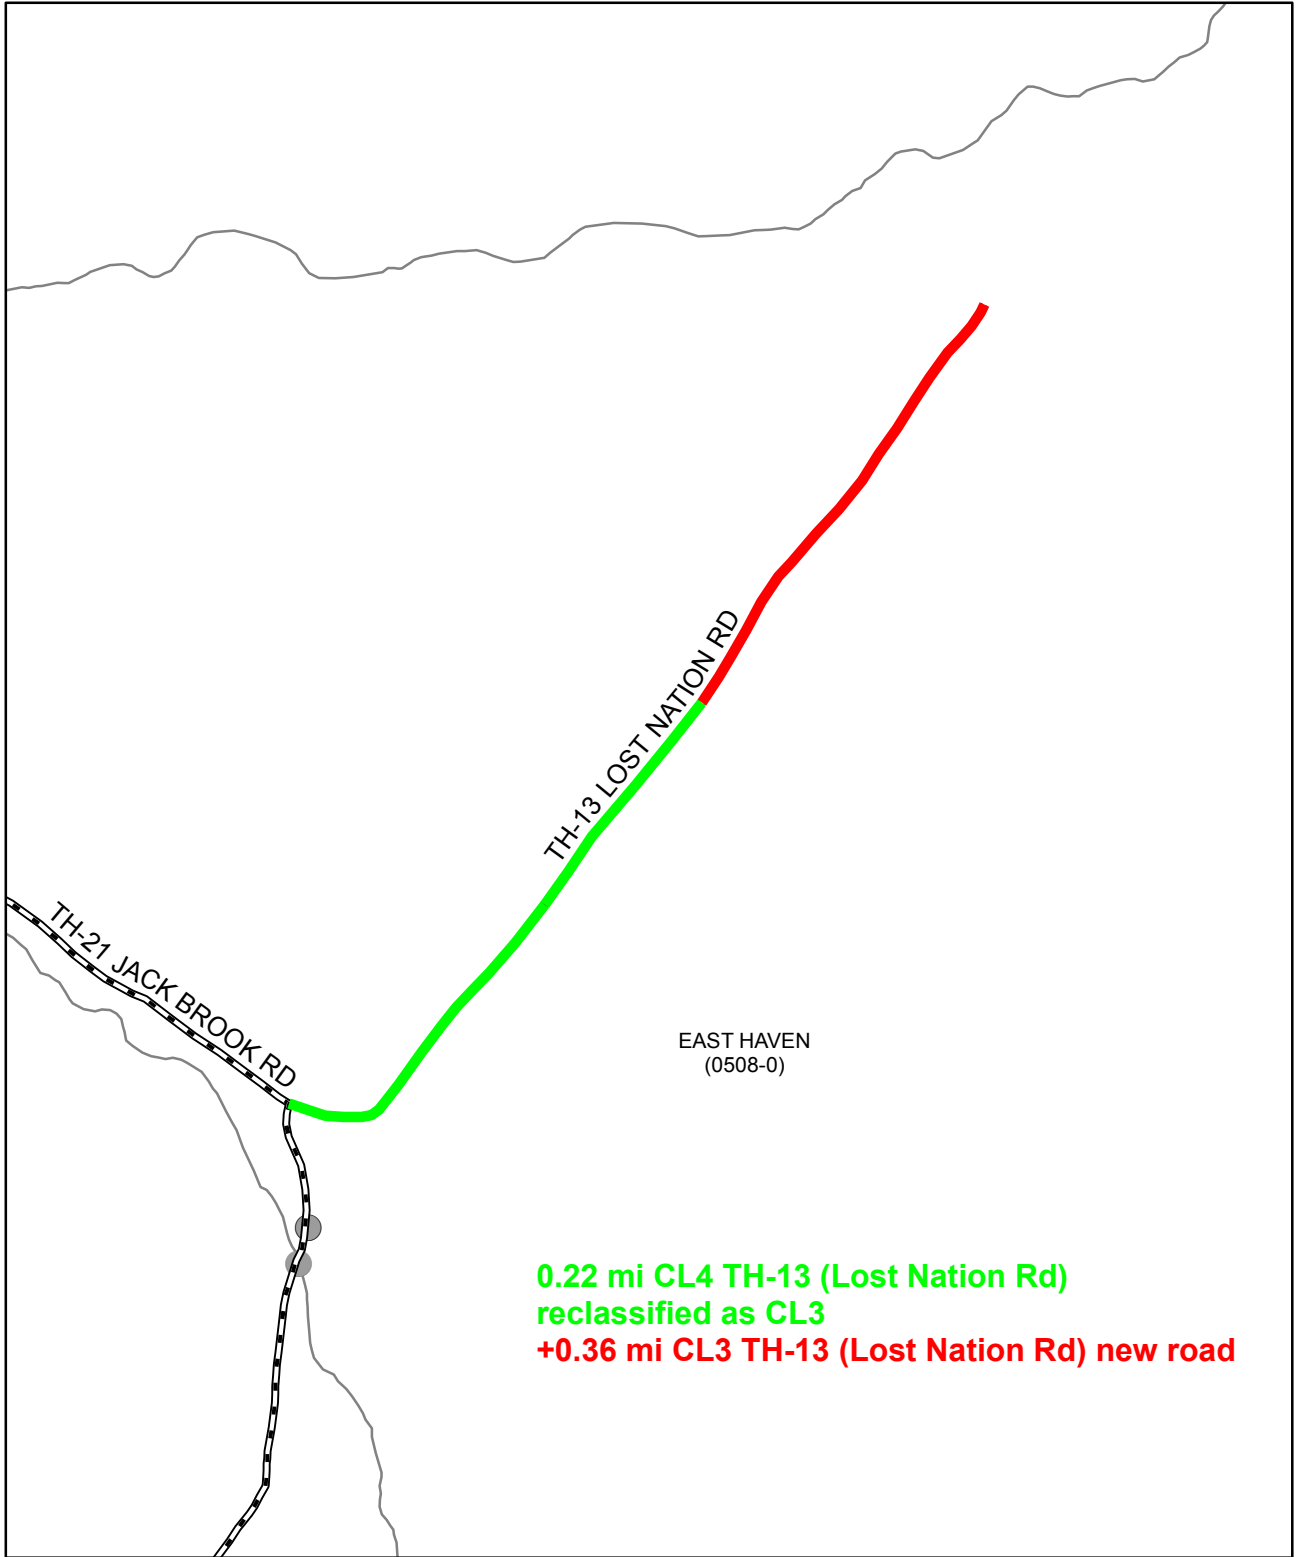 TH-13 LOST NATION RD
TH-21 JACK BROOK RD
EAST HAVEN
(0508-0)
0.22 mi CL4 TH-13 (Lost Nation Rd)
reclassified as CL3
+0.36 mi CL3 TH-13 (Lost Nation Rd) new road